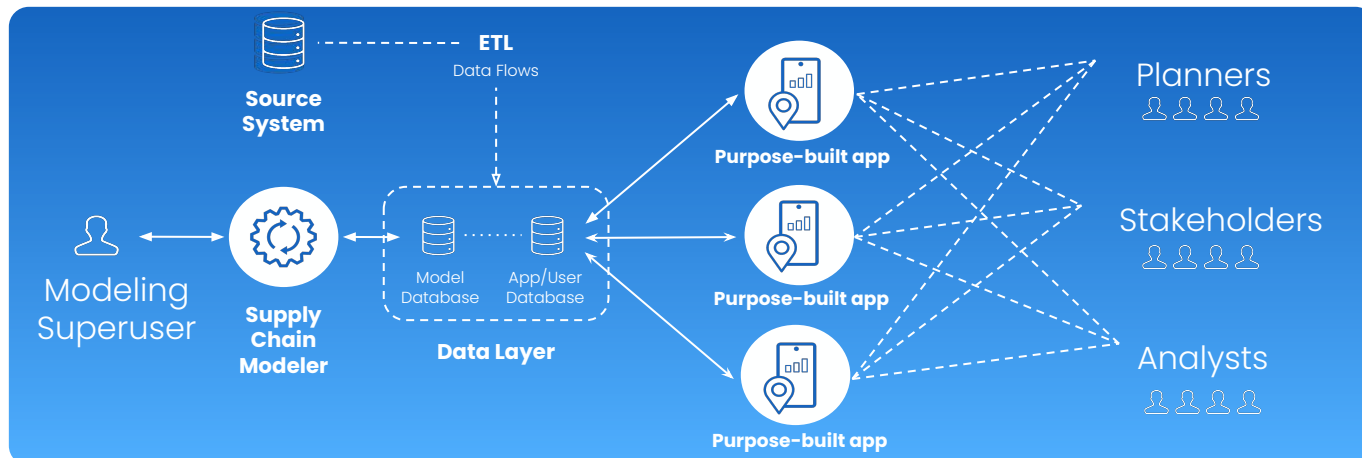 ETL
Data Flows
Source
System
Modeling
Superuser
Supply
Chain
Modeler
Model
Database
App/User
Database
Data Layer
Purpose-built app
Purpose-built app
Purpose-built app
Planners
Stakeholders
Analysts